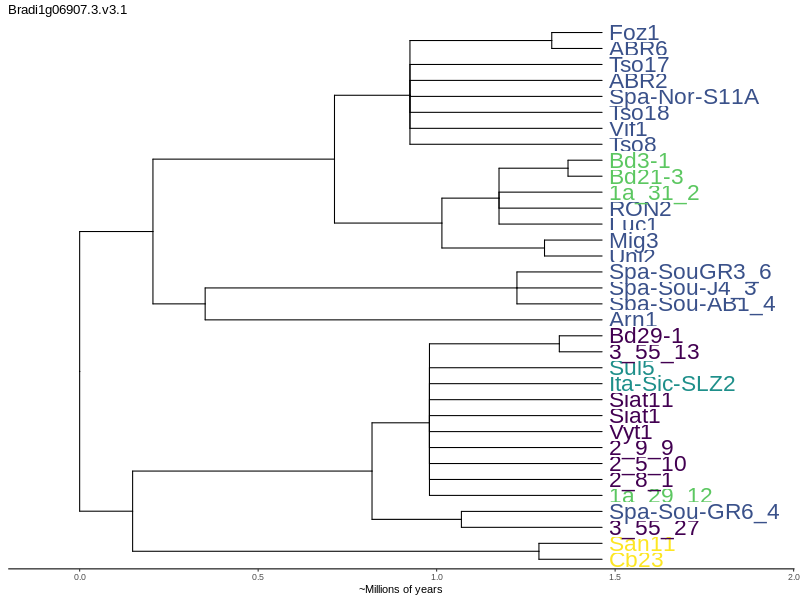 Bradi1g06907.3.v3.1
Foz1
ABR6
Tso17
ABR2
Spa-Nor-S11A
Tso18
Vif1
Tso8
Bd3-1
Bd21-3
1a_31_2
RON2
Luc1
Mig3
Uni2
Spa-SouGR3_6
Spa-Sou-J4_3
Spa-Sou-AB1_4
Arn1
Bd29-1
3_55_13
Sul5
Ita-Sic-SLZ2
Siat11
Siat1
Vyt1
2_9_9
2_5_10
2_8_1
1a_29_12
Spa-Sou-GR6_4
3_55_27
San11
Cb23
0.0 0.5 1.0 1.5 2.0
~Millions of years